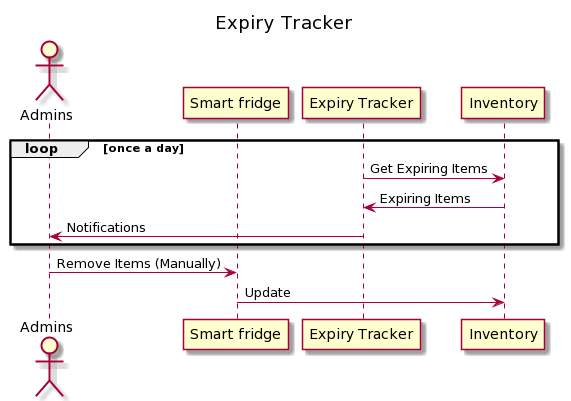 Expiry Tracker
Admins
Smart fridge
Expiry Tracker
Inventory
loop
[once a day]
Get Expiring Items
Expiring Items
Notifications
Remove Items (Manually)
Update
Admins
Smart fridge
Expiry Tracker
Inventory